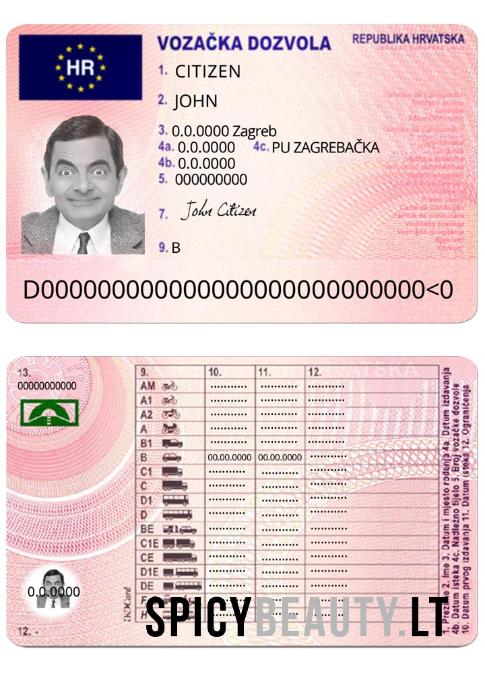 HR
VOZAČKA DOZVOLA REPUBLIKA HRVATSKA
1. CITIZEN
2. JOHN
3. 0.0.0000 Zagreb
4a. 0.0.0000 4c. PU ZAGREBAČKA
4b. 0.0.0000
5. 000000000
7. John Citizen
9. B
D00000000000000000000000000000<0
13. 9. 10. 11. 12.
00000000000
AM
A1
A2
A
B1
B 00.00.0000 00.00.0000
C1
C
D1
D
BE
C1E
CE
D1E
DE
F
H
0.0.0000
12. -
1. Prezime 2. Ime 3. Datum i mjesto rođenja 4a. Datum izdavanja
4b. Datum isteka 4c. Nadležno tijelo 5. Broj vozačke dozvole
10. Datum prvog izdavanja 11. Datum isteka 12. Ograničenja
SPICYBEAUTY.LT